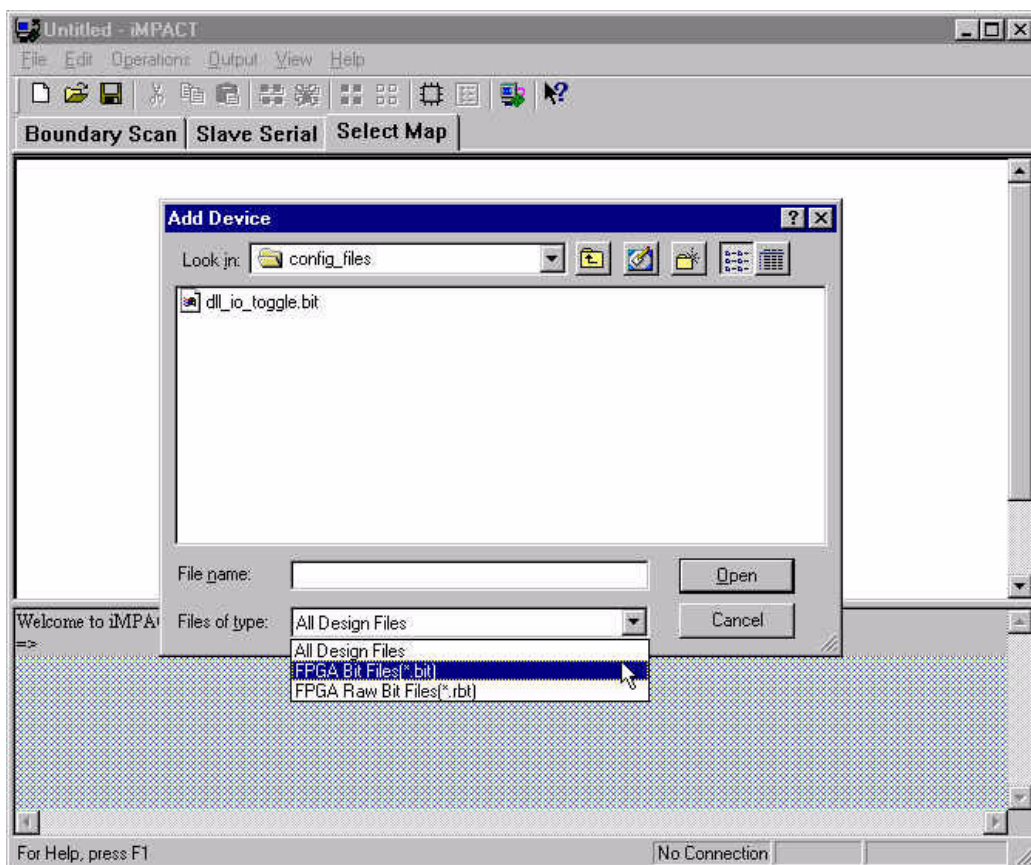 Untitled - iMPACT
File Edit Operations Output View Help
Boundary Scan Slave Serial Select Map
Add Device
Look in: config_files
dll_io_toggle.bit
File name:
Open
Files of type: All Design Files
Cancel
All Design Files
FPGA Bit Files(*.bit)
FPGA Raw Bit Files(*.rbt)
Welcome to iMPA
=>
For Help, press F1
No Connection